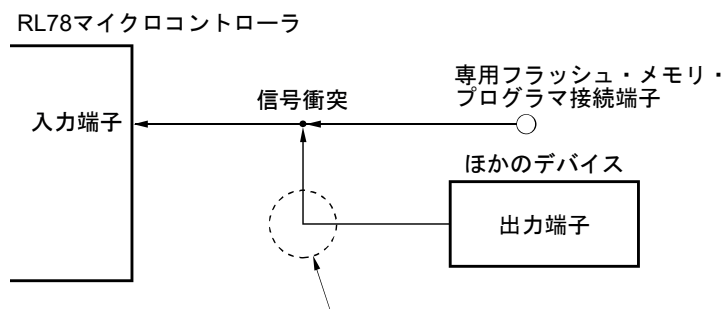 RL78マイクロコントローラ
専用フラッシュ・メモリ・
プログラマ接続端子
信号衝突
入力端子
ほかのデバイス
出力端子